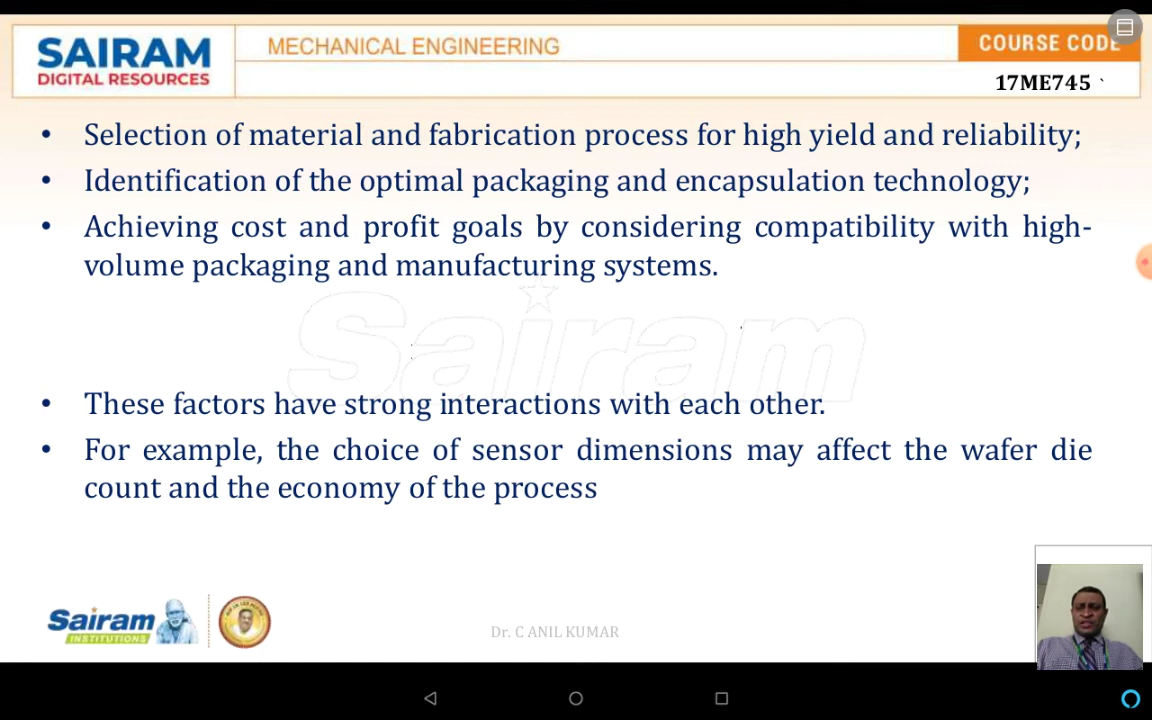 SAIRAM
DIGITAL RESOURCES
MECHANICAL ENGINEERING
COURSE CODE
17ME745 `
• Selection of material and fabrication process for high yield and reliability;
• Identification of the optimal packaging and encapsulation technology;
• Achieving cost and profit goals by considering compatibility with high-
volume packaging and manufacturing systems.
Sairam
• These factors have strong interactions with each other.
• For example, the choice of sensor dimensions may affect the wafer die
count and the economy of the process
Sairam
INSTITUTIONS
Dr. C ANIL KUMAR